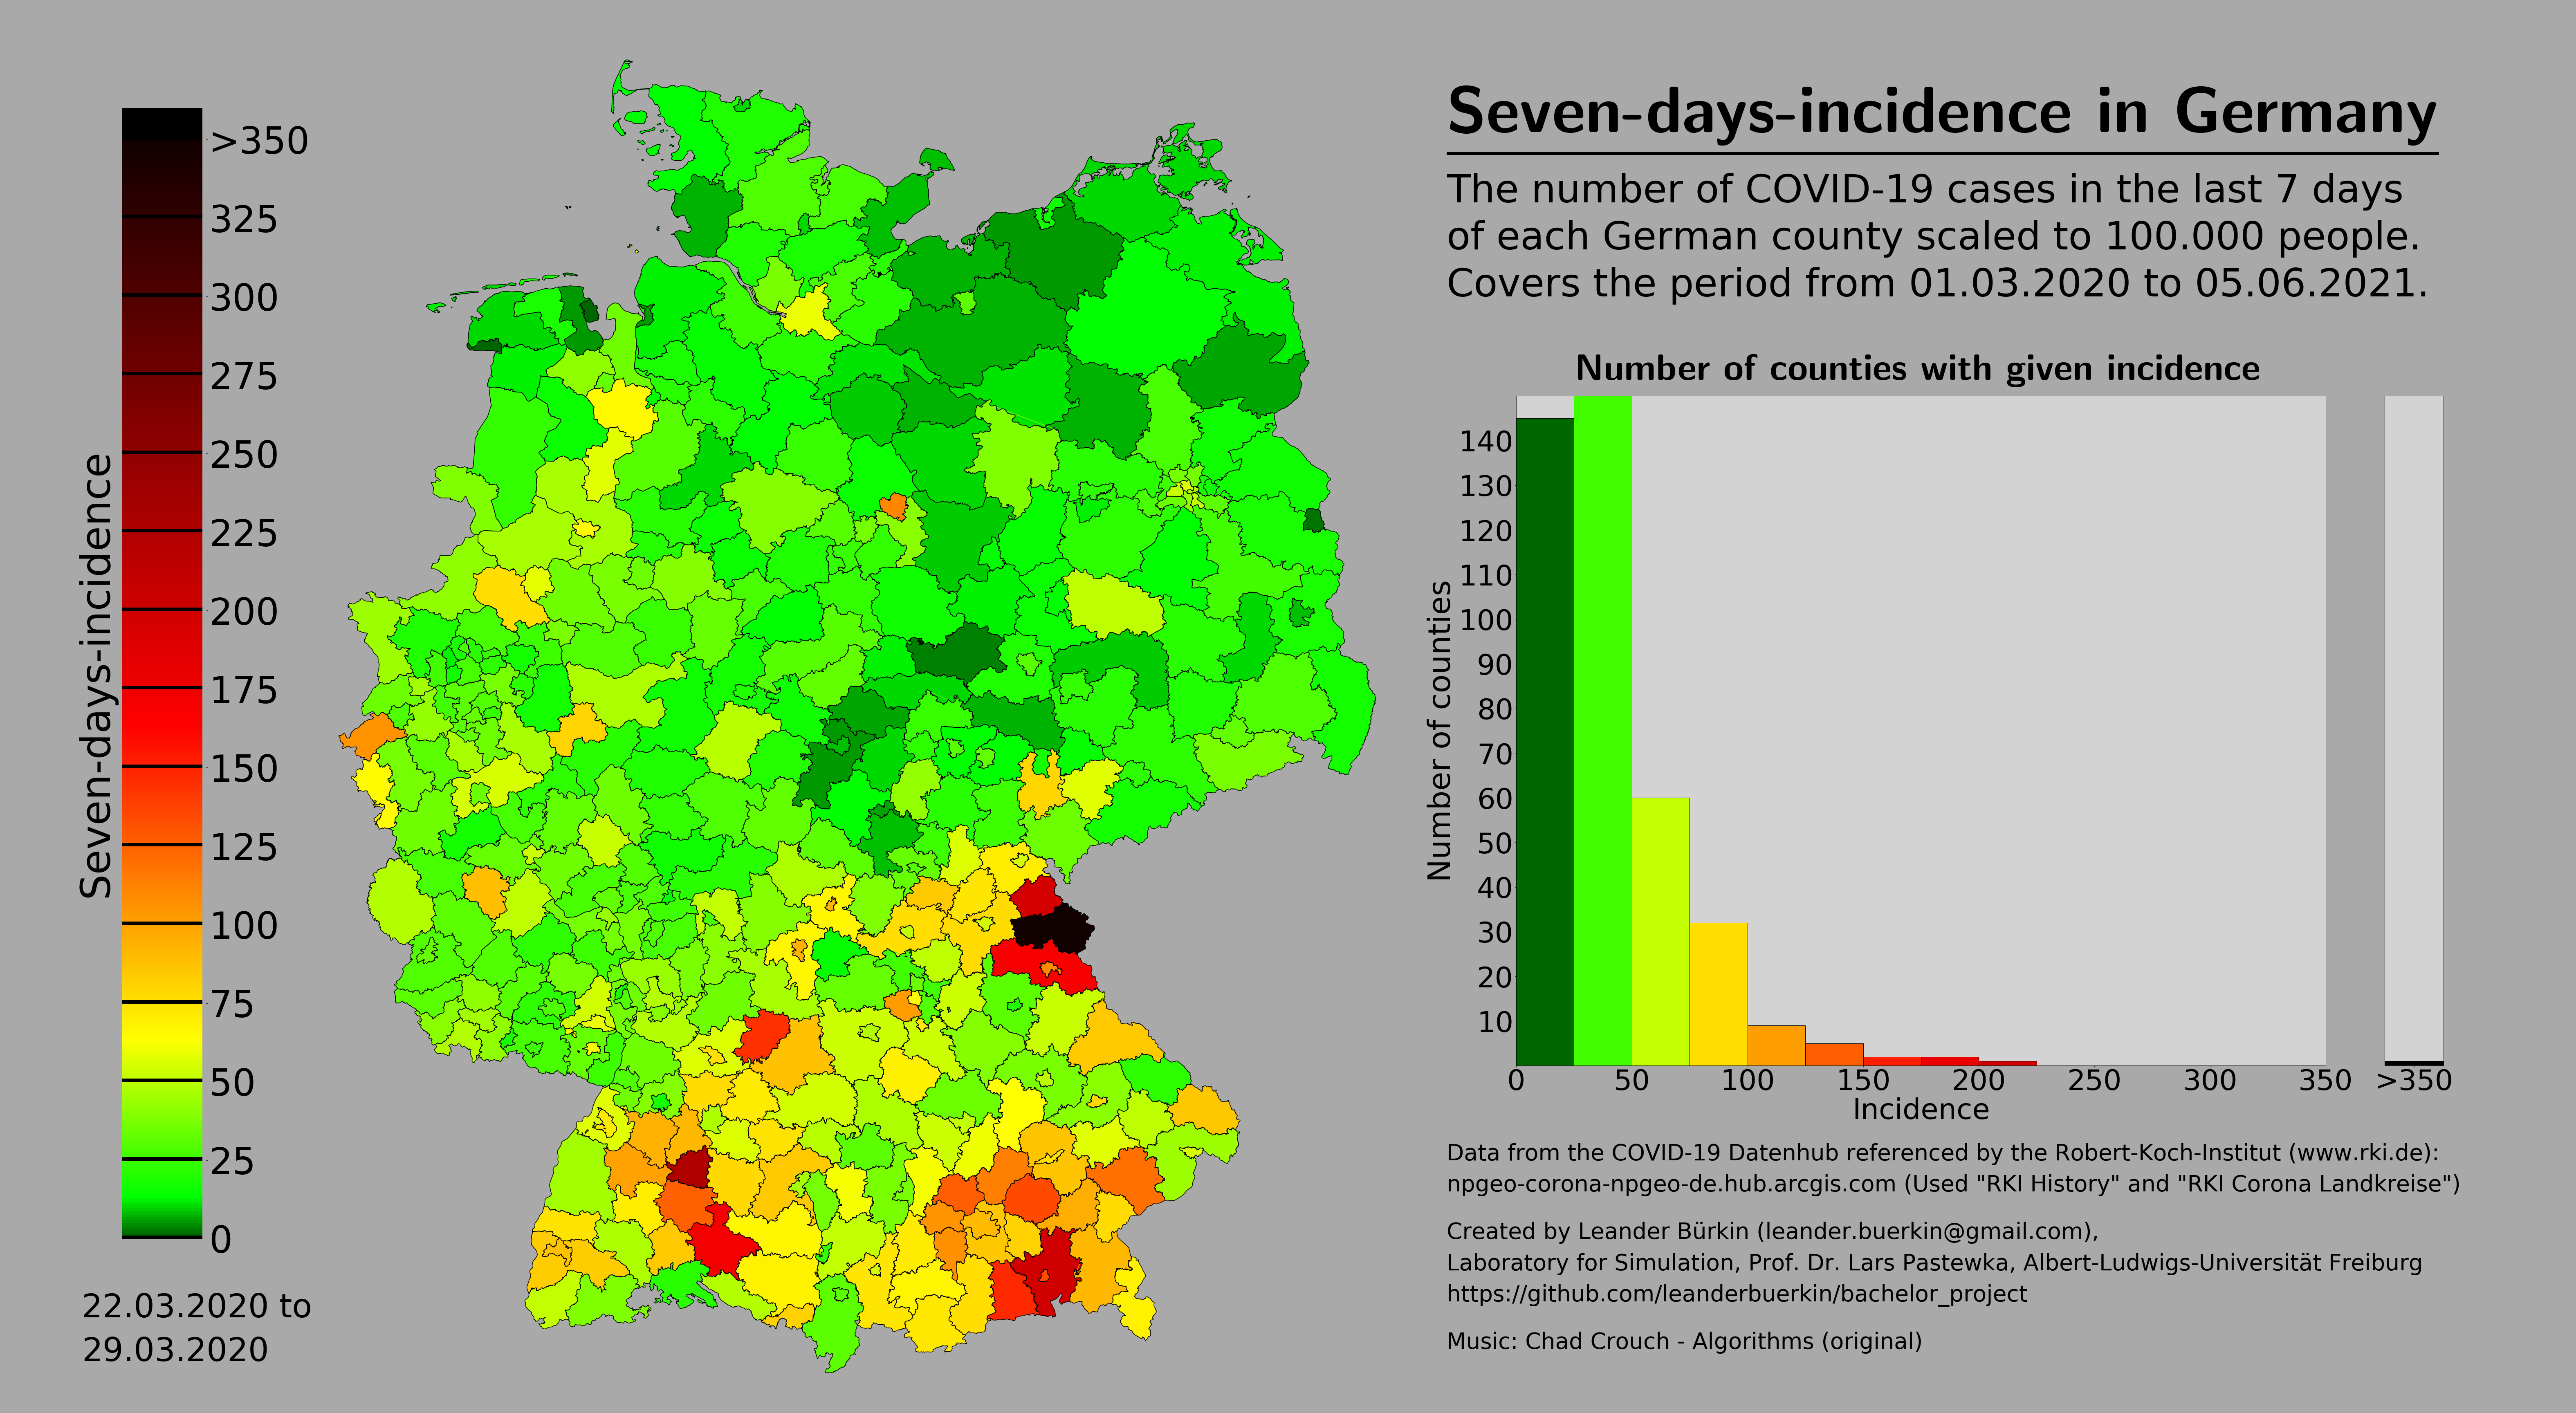 Seven-days-incidence in Germany
The number of COVID-19 cases in the last 7 days
of each German county scaled to 100.000 people.
Covers the period from 01.03.2020 to 05.06.2021.
Seven-days-incidence
>350
325
300
275
250
225
200
175
150
125
100
75
50
25
0
22.03.2020 to
29.03.2020
Number of counties with given incidence
Number of counties
140
130
120
110
100
90
80
70
60
50
40
30
20
10
0 50 100 150 200 250 300 350 >350
Incidence
Data from the COVID-19 Datenhub referenced by the Robert-Koch-Institut (www.rki.de):
npgeo-corona-npgeo-de.hub.arcgis.com (Used "RKI History" and "RKI Corona Landkreise")
Created by Leander Bürkin (leander.buerkin@gmail.com),
Laboratory for Simulation, Prof. Dr. Lars Pastewka, Albert-Ludwigs-Universität Freiburg
https://github.com/leanderbuerkin/bachelor_project
Music: Chad Crouch - Algorithms (original)